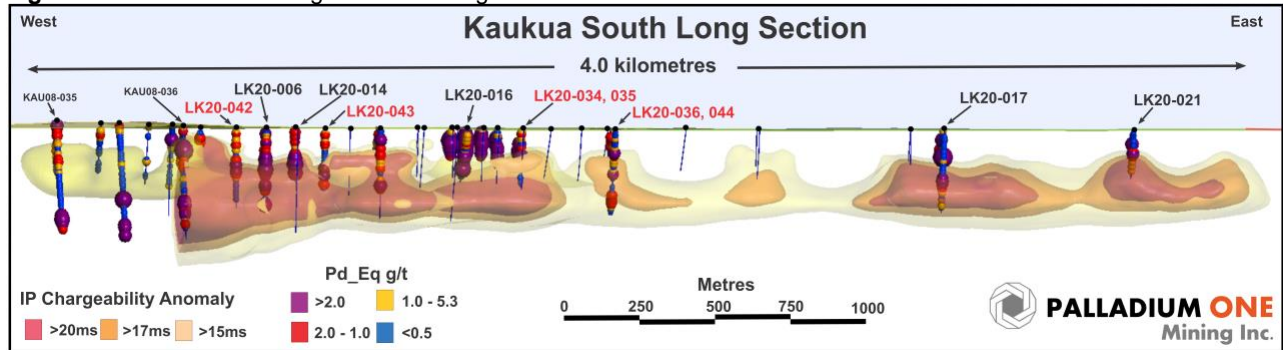 West
East
Kaukua South Long Section
4.0 kilometres
KAU08-035
KAU08-036
LK20-042
LK20-006
LK20-014
LK20-043
LK20-016
LK20-034, 035
LK20-036, 044
LK20-017
LK20-021
IP Chargeability Anomaly
>20ms
>17ms
>15ms
Pd_Eq g/t
>2.0
1.0 - 5.3
2.0 - 1.0
<0.5
Metres
0 250 500 750 1000
PALLADIUM ONE
Mining Inc.